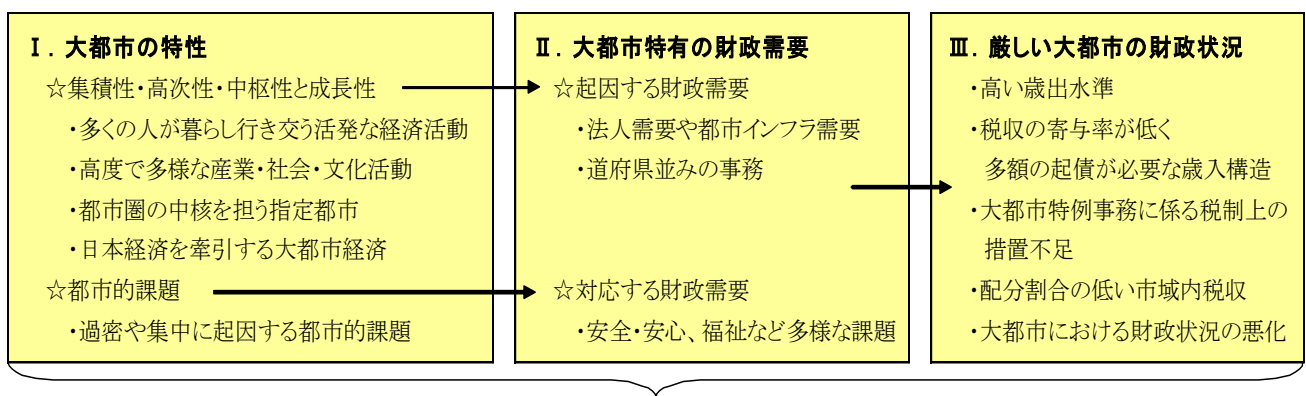 Ⅰ. 大都市の特性
☆集積性・高次性・中枢性と成長性
・多くの人が暮らし行き交う活発な経済活動
・高度で多様な産業・社会・文化活動
・都市圏の中核を担う指定都市
・日本経済を牽引する大都市経済
☆都市的課題
・過密や集中に起因する都市的課題
Ⅱ. 大都市特有の財政需要
☆起因する財政需要
・法人需要や都市インフラ需要
・道府県並みの事務
☆対応する財政需要
・安全・安心、福祉など多様な課題
Ⅲ. 厳しい大都市の財政状況
・高い歳出水準
・税収の寄与率が低く
多額の起債が必要な歳入構造
・大都市特例事務に係る税制上の
措置不足
・配分割合の低い市域内税収
・大都市における財政状況の悪化